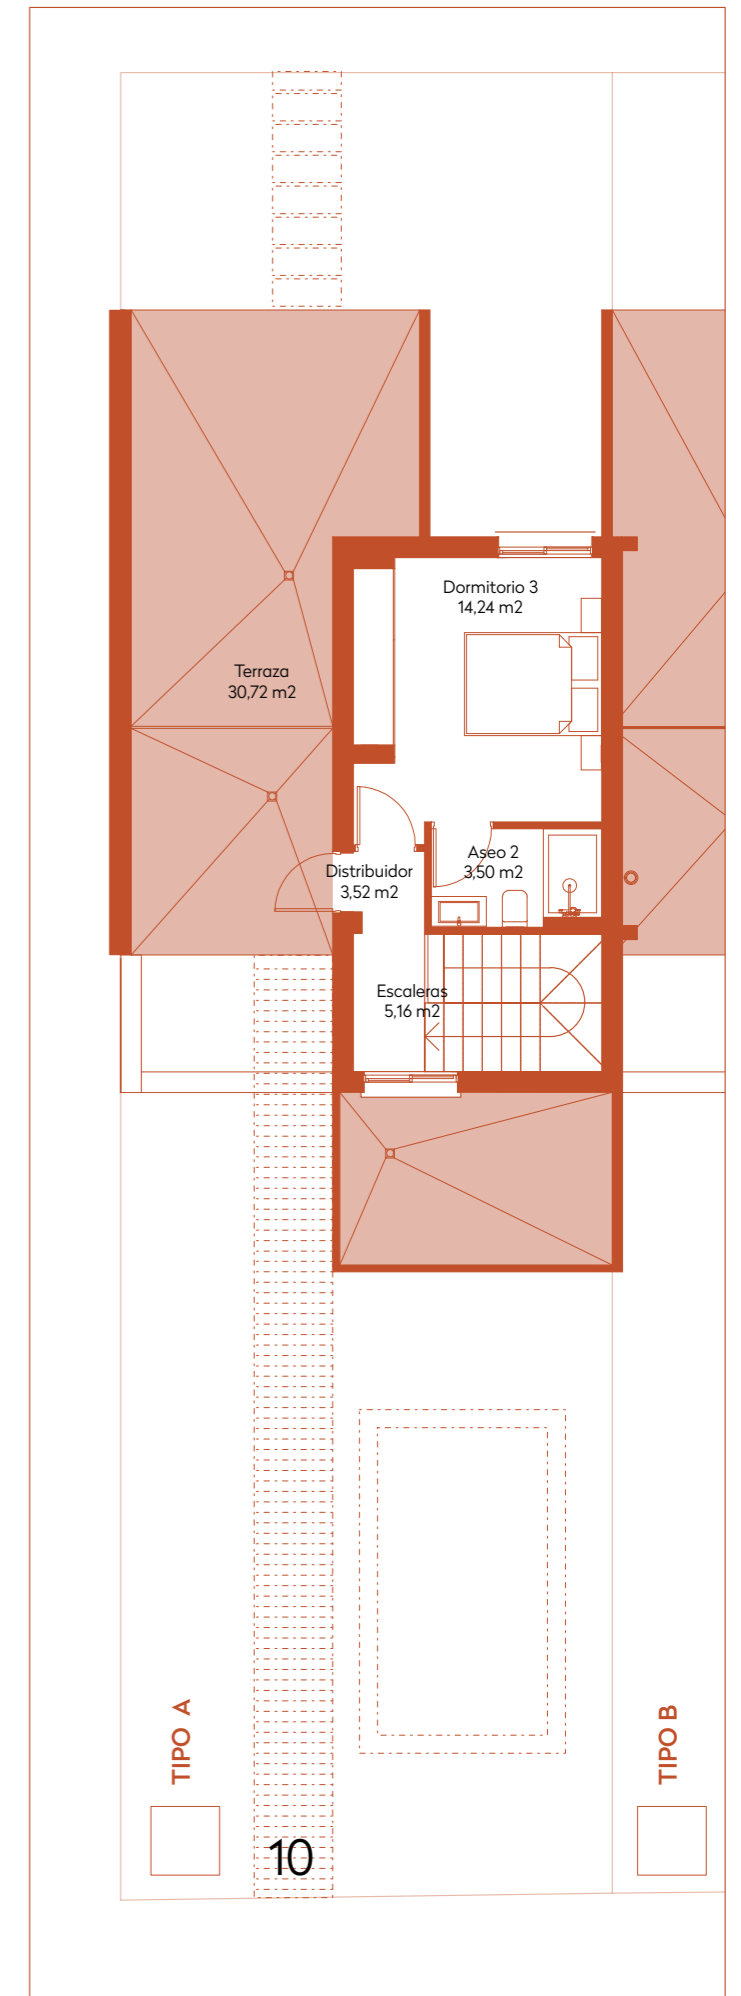 Dormitorio 3
14,24 m2
Terraza
30,72 m2
Aseo 2
3,50 m2
Distribuidor
3,52 m2
Escaleras
5,16 m2
TIPO A
TIPO B
10